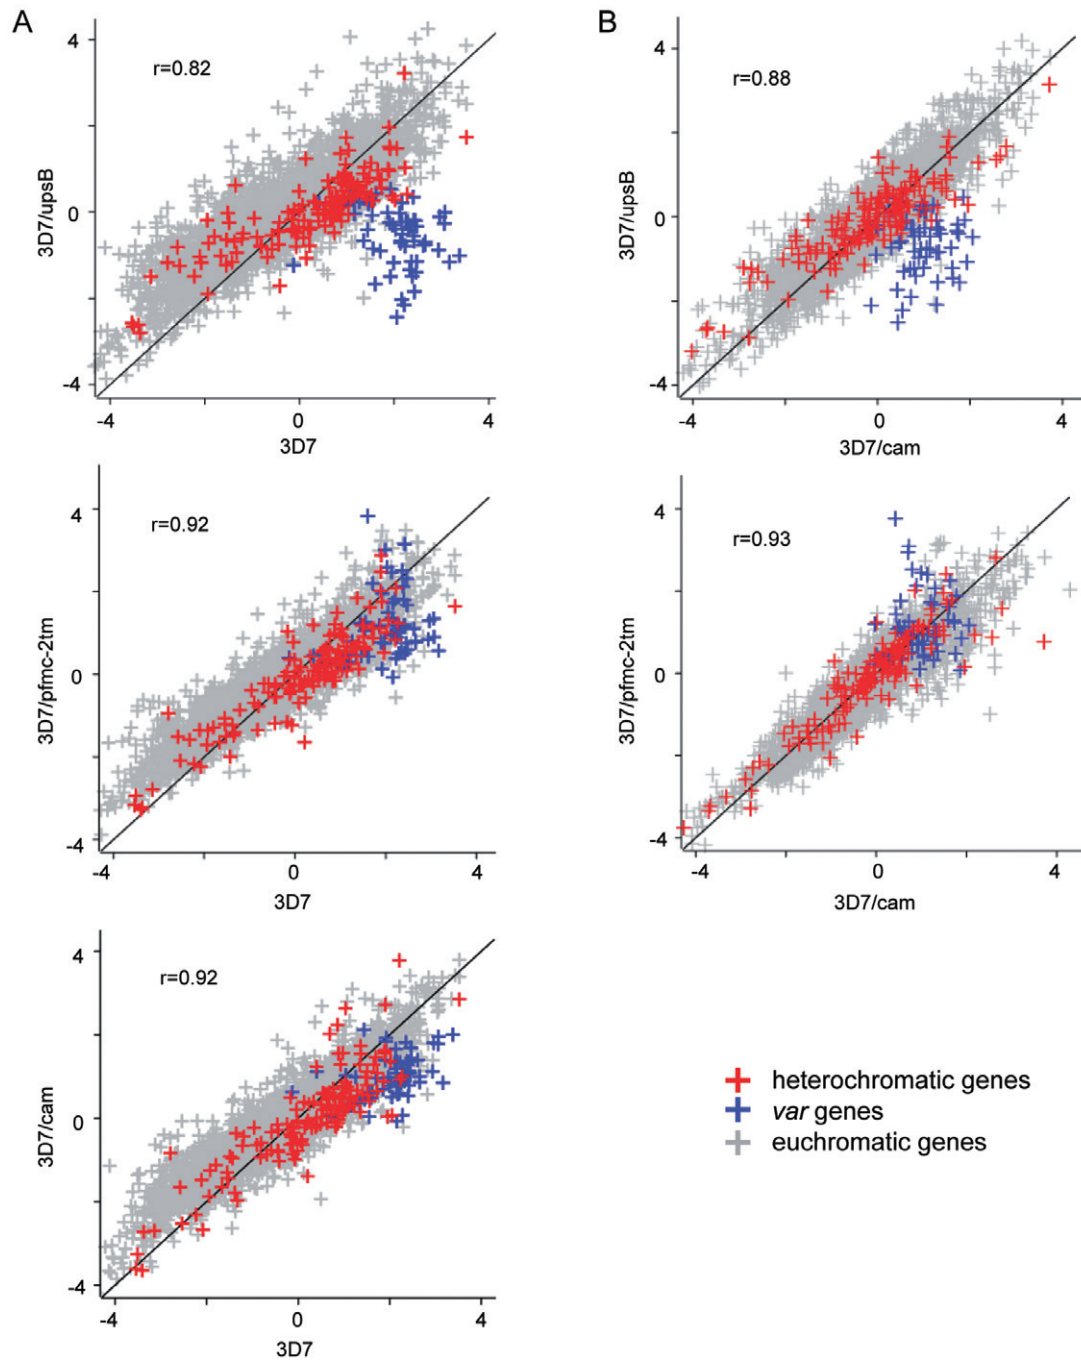 A
4
r=0.82
3D7/upsB
0
-4
-4 0 4
3D7
B
4
r=0.88
3D7/upsB
0
-4
-4 0 4
3D7/cam
4
r=0.92
3D7/pfmc-2tm
0
-4
-4 0 4
3D7
4
r=0.93
3D7/pfmc-2tm
0
-4
-4 0 4
3D7/cam
4
r=0.92
3D7/cam
0
-4
-4 0 4
3D7
heterochromatic genes
var genes
euchromatic genes